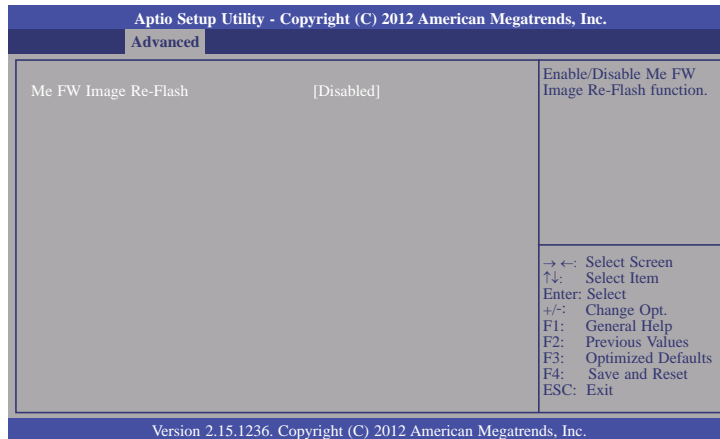 Aptio Setup Utility - Copyright (C) 2012 American Megatrends, Inc.
Advanced
Me FW Image Re-Flash [Disabled]
Enable/Disable Me FW
Image Re-Flash function.
→ ←: Select Screen
↑↓: Select Item
Enter: Select
+/-: Change Opt.
F1: General Help
F2: Previous Values
F3: Optimized Defaults
F4: Save and Reset
ESC: Exit
Version 2.15.1236. Copyright (C) 2012 American Megatrends, Inc.